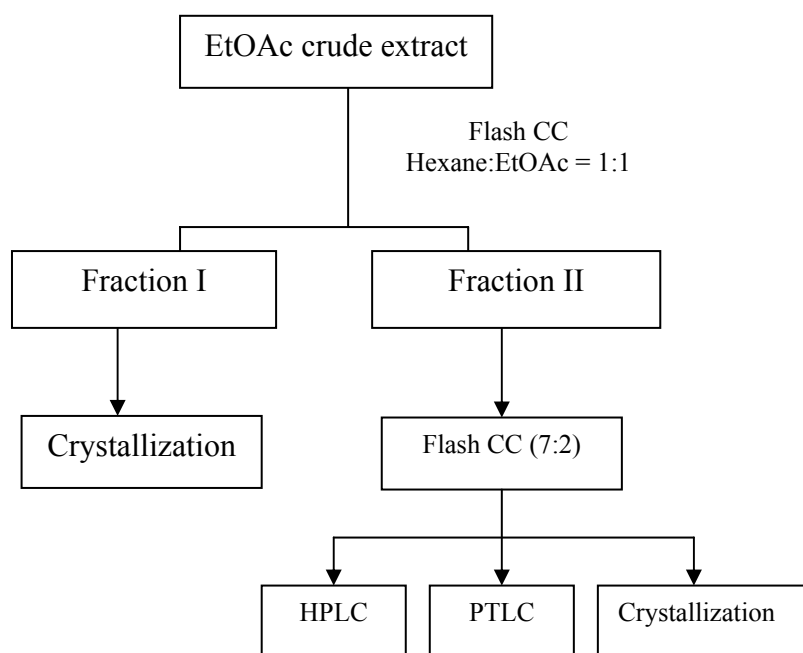 EtOAc crude extract
Flash CC
Hexane:EtOAc = 1:1
Fraction I
Fraction II
Crystallization
Flash CC (7:2)
HPLC
PTLC
Crystallization